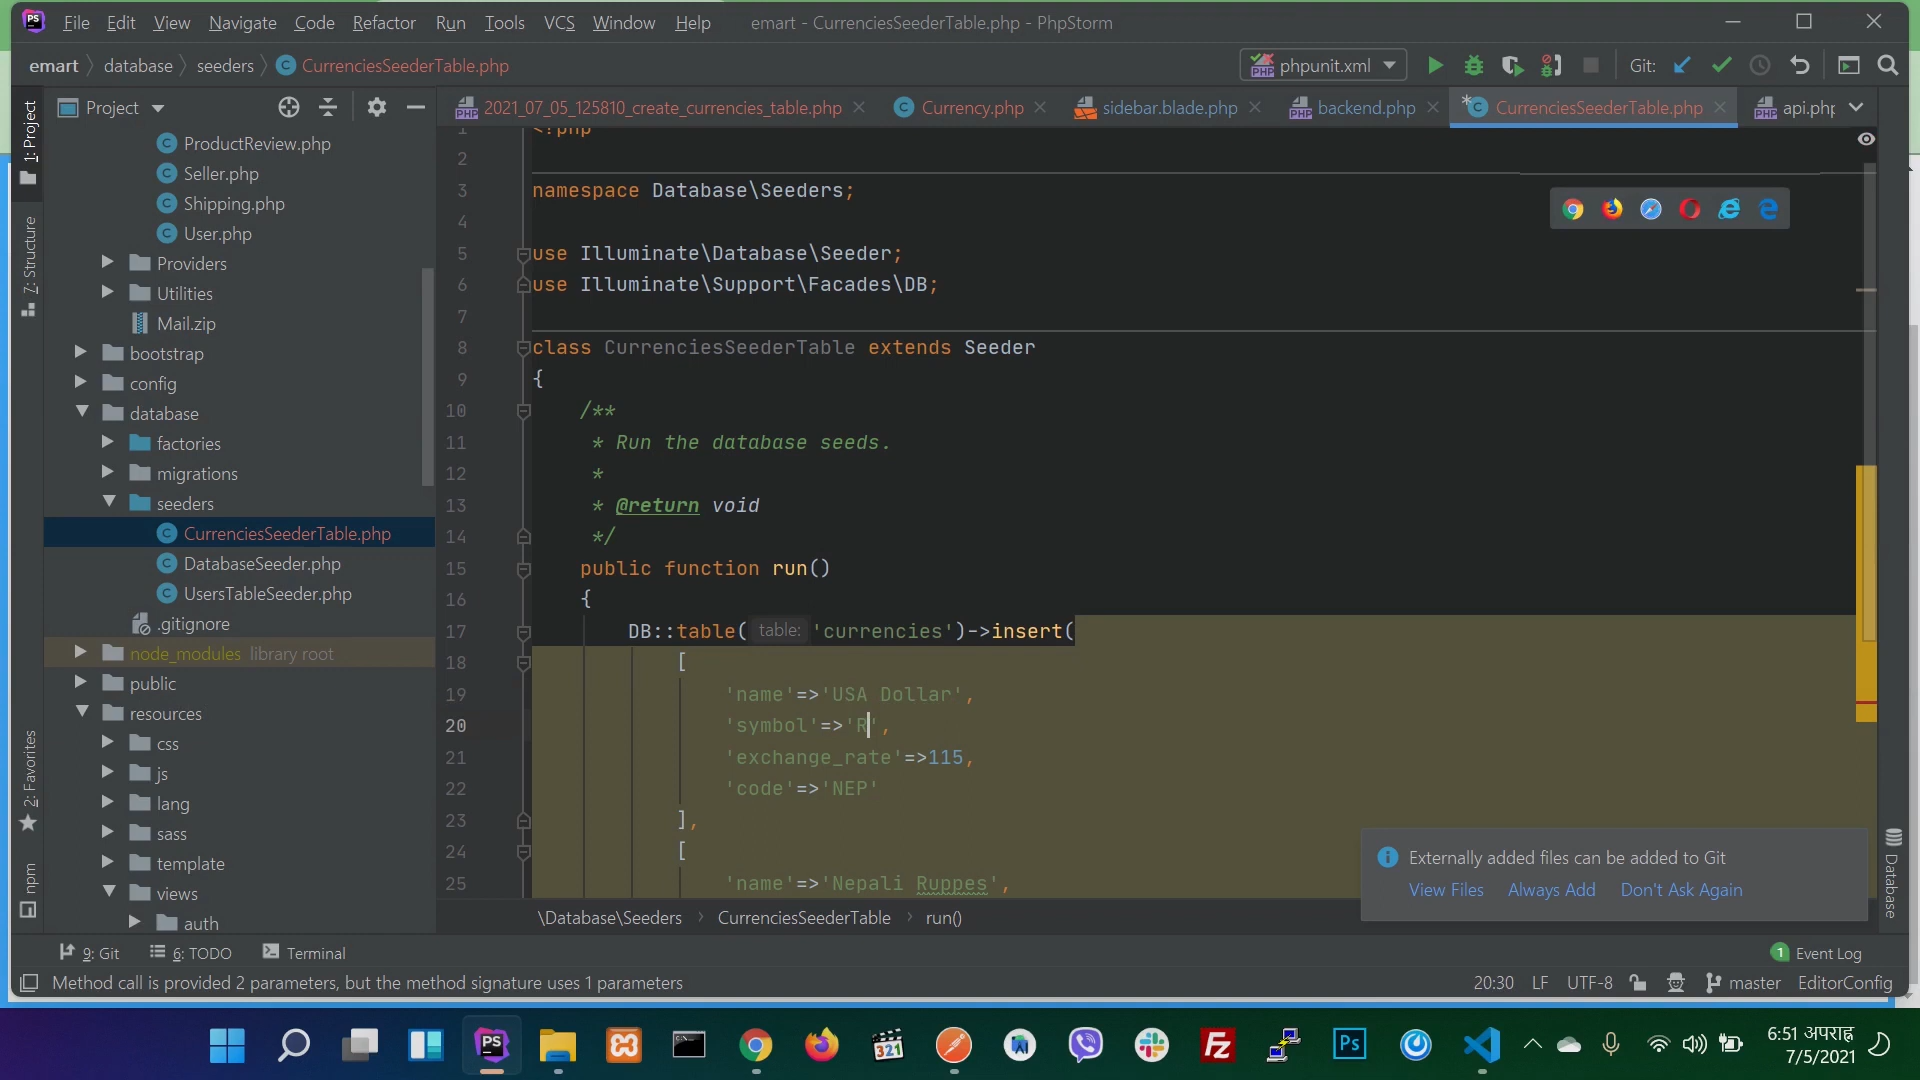 File Edit View Navigate Code Refactor Run Tools VCS Window Help emart - CurrenciesSeederTable.php - PhpStorm
emart database seeders CurrenciesSeederTable.php phpunit.xml Git:
Project 2021_07_05_125810_create_currencies_table.php Currency.php sidebar.blade.php backend.php CurrenciesSeederTable.php api.php
1: Project
7: Structure
2: Favorites
npm
ProductReview.php
Seller.php
Shipping.php
User.php
Providers
Utilities
Mail.zip
bootstrap
config
database
factories
migrations
seeders
CurrenciesSeederTable.php
DatabaseSeeder.php
UsersTableSeeder.php
.gitignore
node_modules library root
public
resources
css
js
lang
sass
template
views
auth
1 <?php
2
3 namespace Database\Seeders;
4
5 use Illuminate\Database\Seeder;
6 use Illuminate\Support\Facades\DB;
7
8 class CurrenciesSeederTable extends Seeder
9 {
10 /**
11 * Run the database seeds.
12 *
13 * @return void
14 */
15 public function run()
16 {
17 DB::table( table: 'currencies')->insert(
18 [
19 'name'=>'USA Dollar',
20 'symbol'=>'R',
21 'exchange_rate'=>115,
22 'code'=>'NEP'
23 ],
24 [
25 'name'=>'Nepali Ruppes',
Externally added files can be added to Git
View Files Always Add Don't Ask Again
Database
\Database\Seeders CurrenciesSeederTable run()
9: Git 6: TODO Terminal 1 Event Log
Method call is provided 2 parameters, but the method signature uses 1 parameters 20:30 LF UTF-8 master EditorConfig
PS
321
Fz
Ps
6:51 अपराह्न
7/5/2021